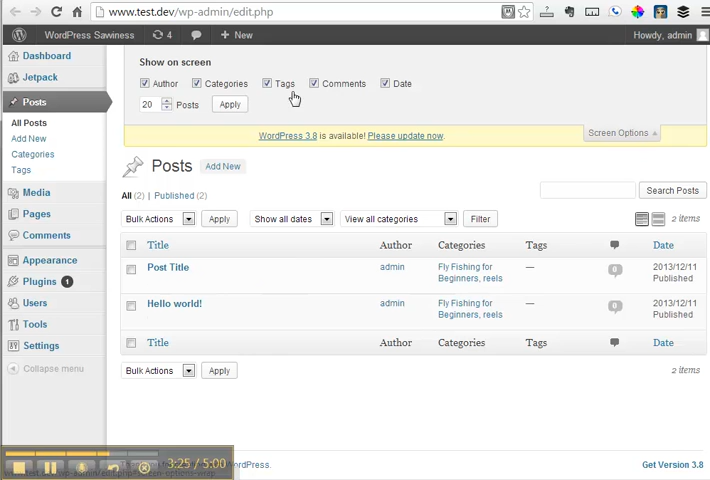 www.test.dev/wp-admin/edit.php
WordPress Sawiness 4 + New Howdy, admin
Dashboard
Jetpack
Posts
All Posts
Add New
Categories
Tags
Media
Pages
Comments
Appearance
Plugins 1
Users
Tools
Settings
Collapse menu
Show on screen
Author Categories Tags Comments Date
20 Posts Apply
WordPress 3.8 is available! Please update now.
Screen Options
Posts Add New
All (2) | Published (2)
Search Posts
Bulk Actions Apply Show all dates View all categories Filter 2 items
Title Author Categories Tags Date
Post Title admin Fly Fishing for Beginners, reels — 0 2013/12/11 Published
Hello world! admin Fly Fishing for Beginners, reels — 0 2013/12/11 Published
Title Author Categories Tags Date
Bulk Actions Apply 2 items
3:25 / 5:00
WordPress.
Get Version 3.8